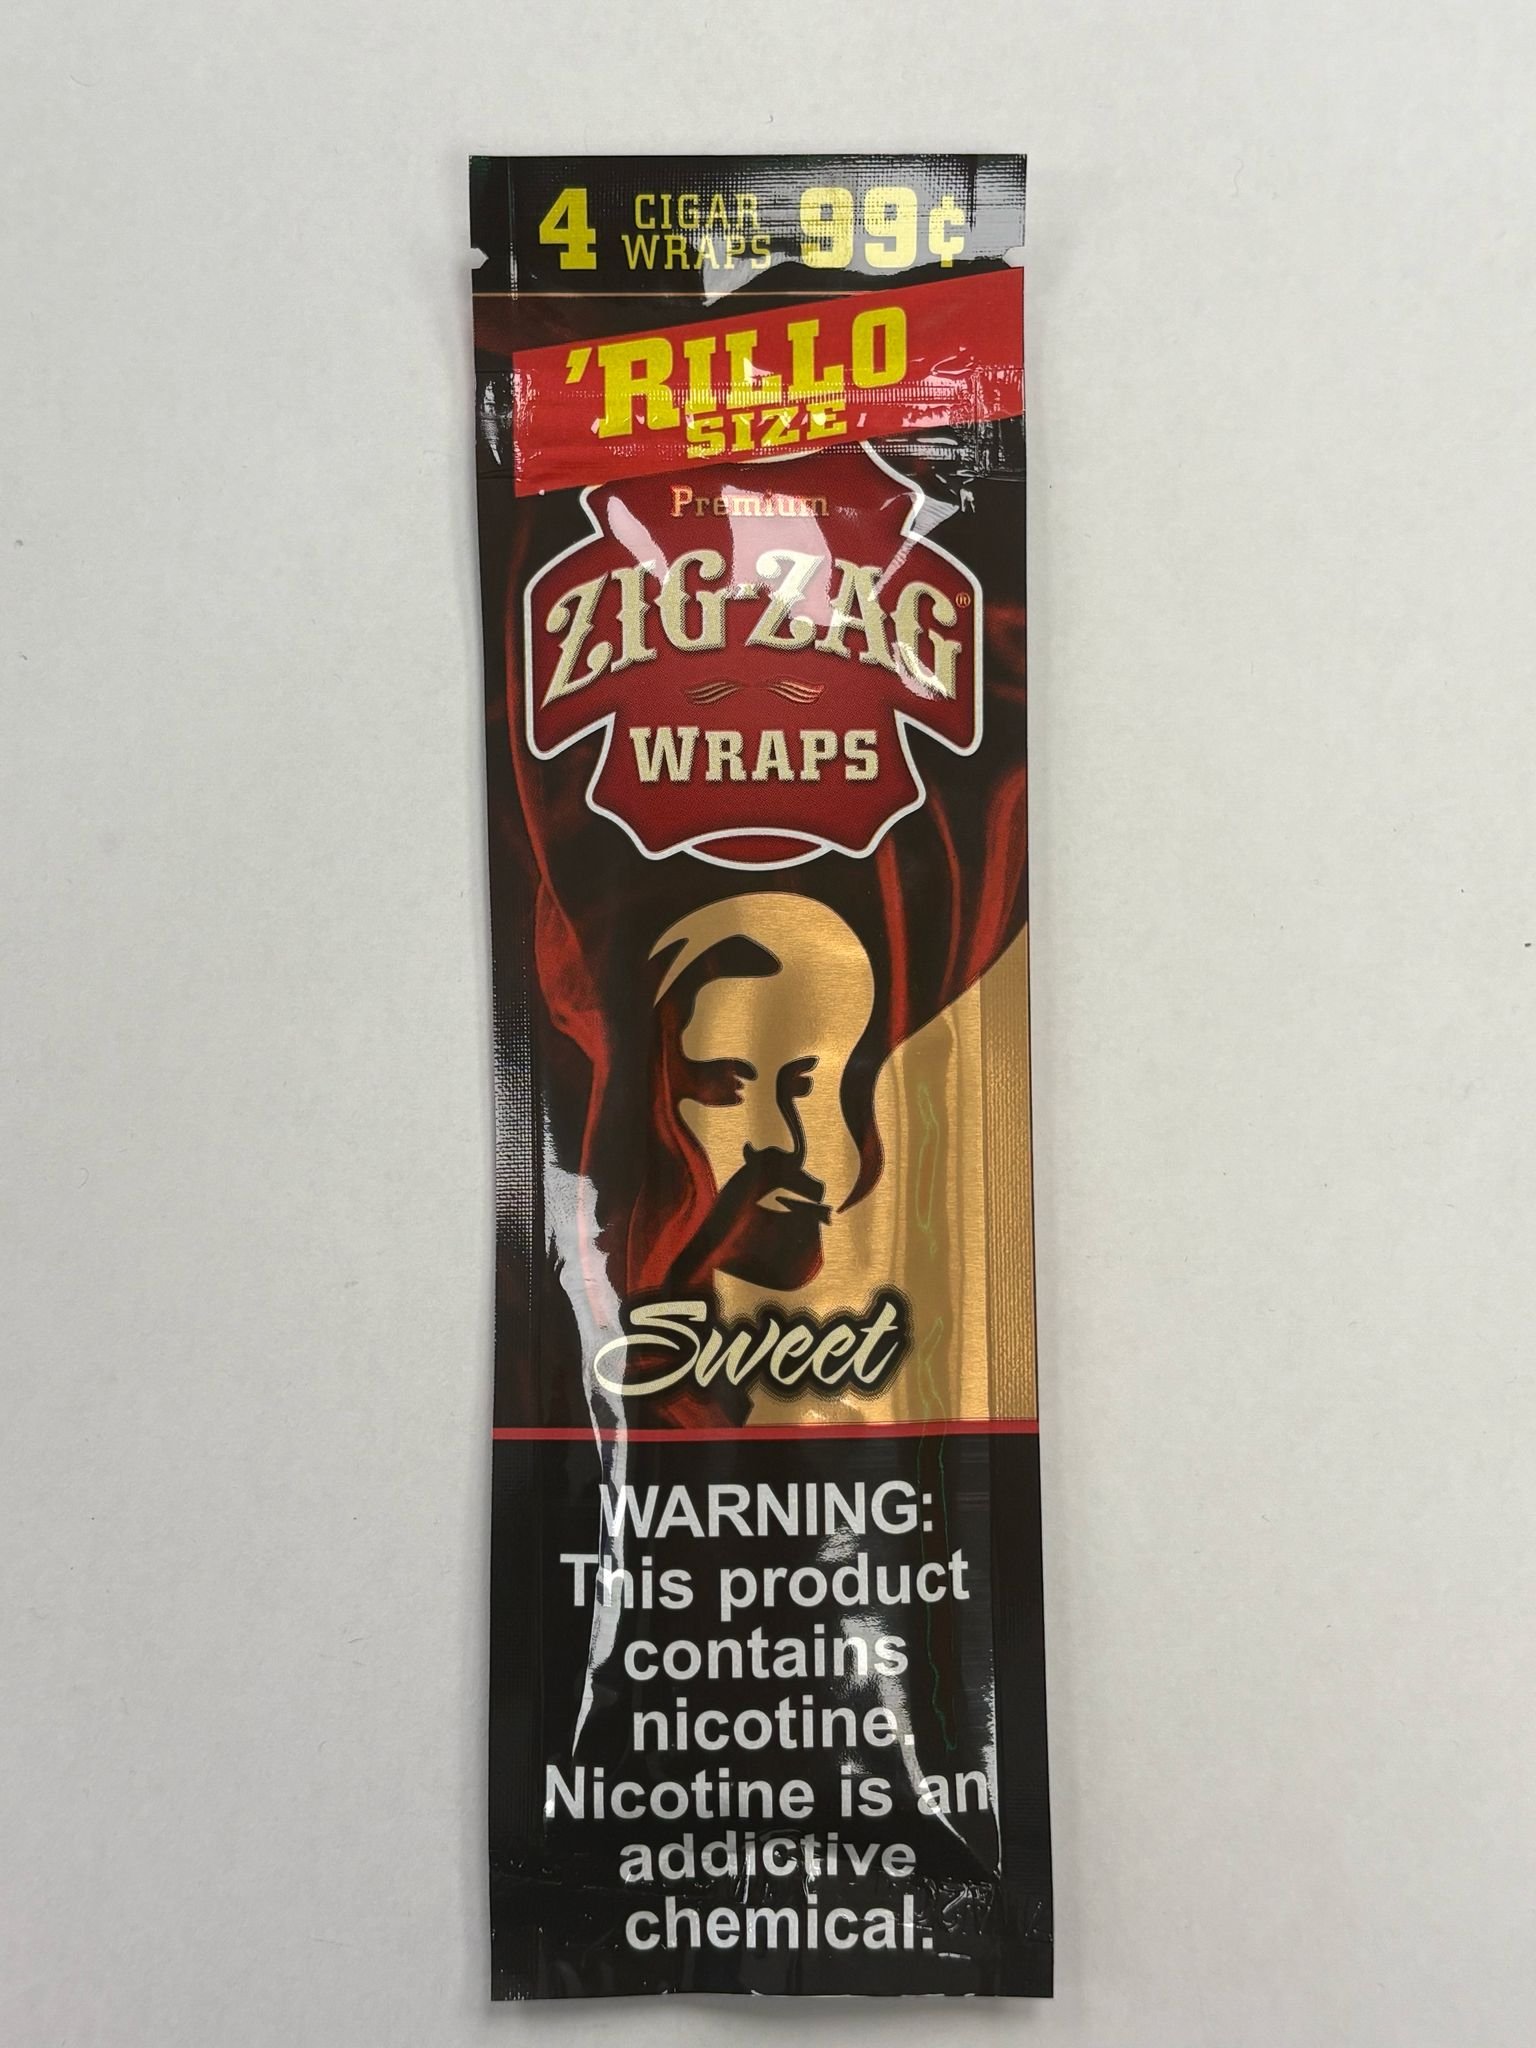 4 CIGAR WRAPS 99¢
'RILLO
SIZE
Premium
ZIG-ZAG®
WRAPS
Sweet
WARNING:
This product
contains
nicotine.
Nicotine is an
addictive
chemical.